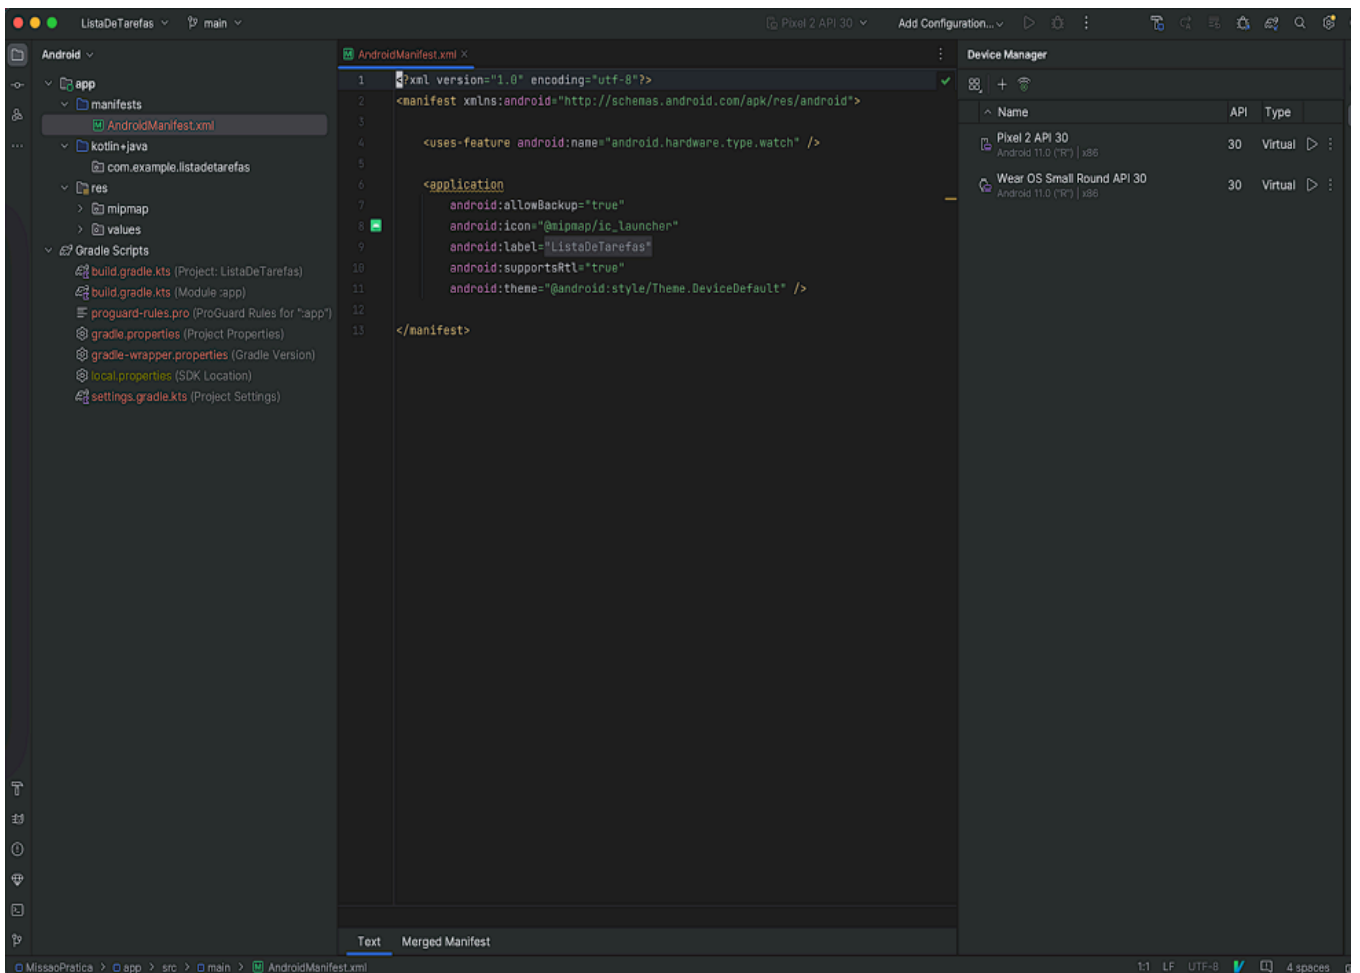 ListaDeTarefas
main
Pixel 2 API 30
Add Configuration...
Android
AndroidManifest.xml
Device Manager
app
manifests
AndroidManifest.xml
kotlin+java
com.example.listadetarefas
res
mipmap
values
Gradle Scripts
build.gradle.kts (Project: ListaDeTarefas)
build.gradle.kts (Module :app)
proguard-rules.pro (ProGuard Rules for ":app")
gradle.properties (Project Properties)
gradle-wrapper.properties (Gradle Version)
local.properties (SDK Location)
settings.gradle.kts (Project Settings)
1 <?xml version="1.0" encoding="utf-8"?>
2 <manifest xmlns:android="http://schemas.android.com/apk/res/android">
3
4 <uses-feature android:name="android.hardware.type.watch" />
5
6 <application
7 android:allowBackup="true"
8 android:icon="@mipmap/ic_launcher"
9 android:label="ListaDeTarefas"
10 android:supportsRtl="true"
11 android:theme="@android:style/Theme.DeviceDefault" />
12
13 </manifest>
Name API Type
Pixel 2 API 30 30 Virtual
Android 11.0 ("R") | x86
Wear OS Small Round API 30 30 Virtual
Android 11.0 ("R") | x86
Text Merged Manifest
MissaoPratica > app > src > main > AndroidManifest.xml
1:1 LF UTF-8 4 spaces